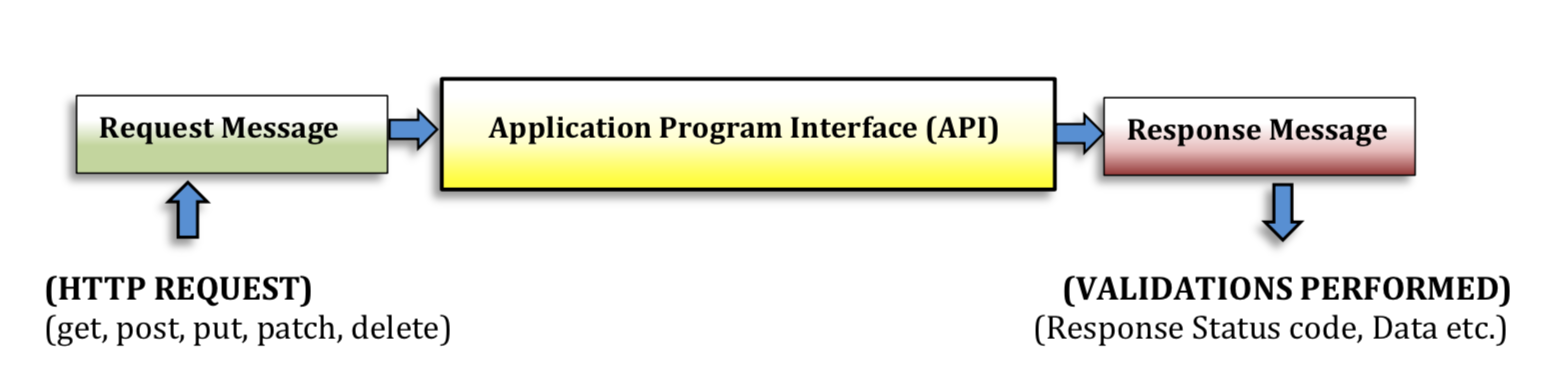 Request Message
Application Program Interface (API)
Response Message
(HTTP REQUEST)
(get, post, put, patch, delete)
(VALIDATIONS PERFORMED)
(Response Status code, Data etc.)